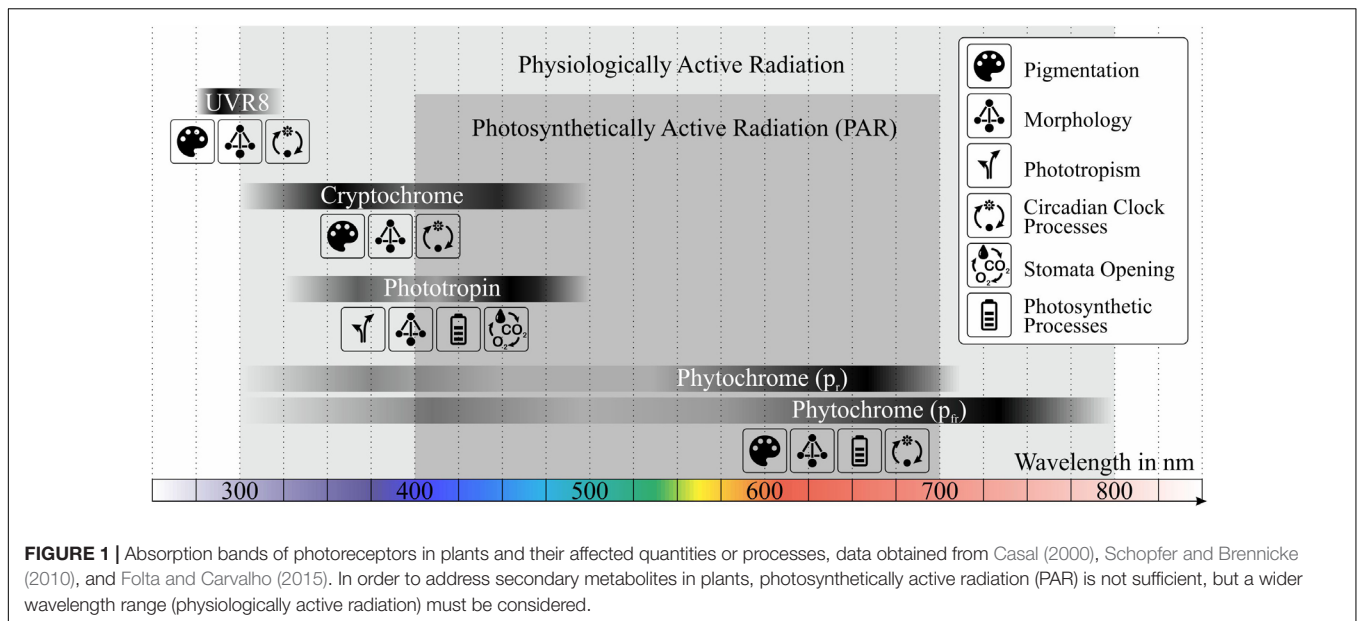 Physiologically Active Radiation
Photosynthetically Active Radiation (PAR)
UVR8
Cryptochrome
Phototropin
Phytochrome (pr)
Phytochrome (pfr)
Pigmentation
Morphology
Phototropism
Circadian Clock
Processes
CO2
O2
Stomata Opening
Photosynthetic
Processes
CO2
O2
Wavelength in nm
300 400 500 600 700 800
FIGURE 1 | Absorption bands of photoreceptors in plants and their affected quantities or processes, data obtained from Casal (2000), Schopfer and Brennicke
(2010), and Folta and Carvalho (2015). In order to address secondary metabolites in plants, photosynthetically active radiation (PAR) is not sufficient, but a wider
wavelength range (physiologically active radiation) must be considered.